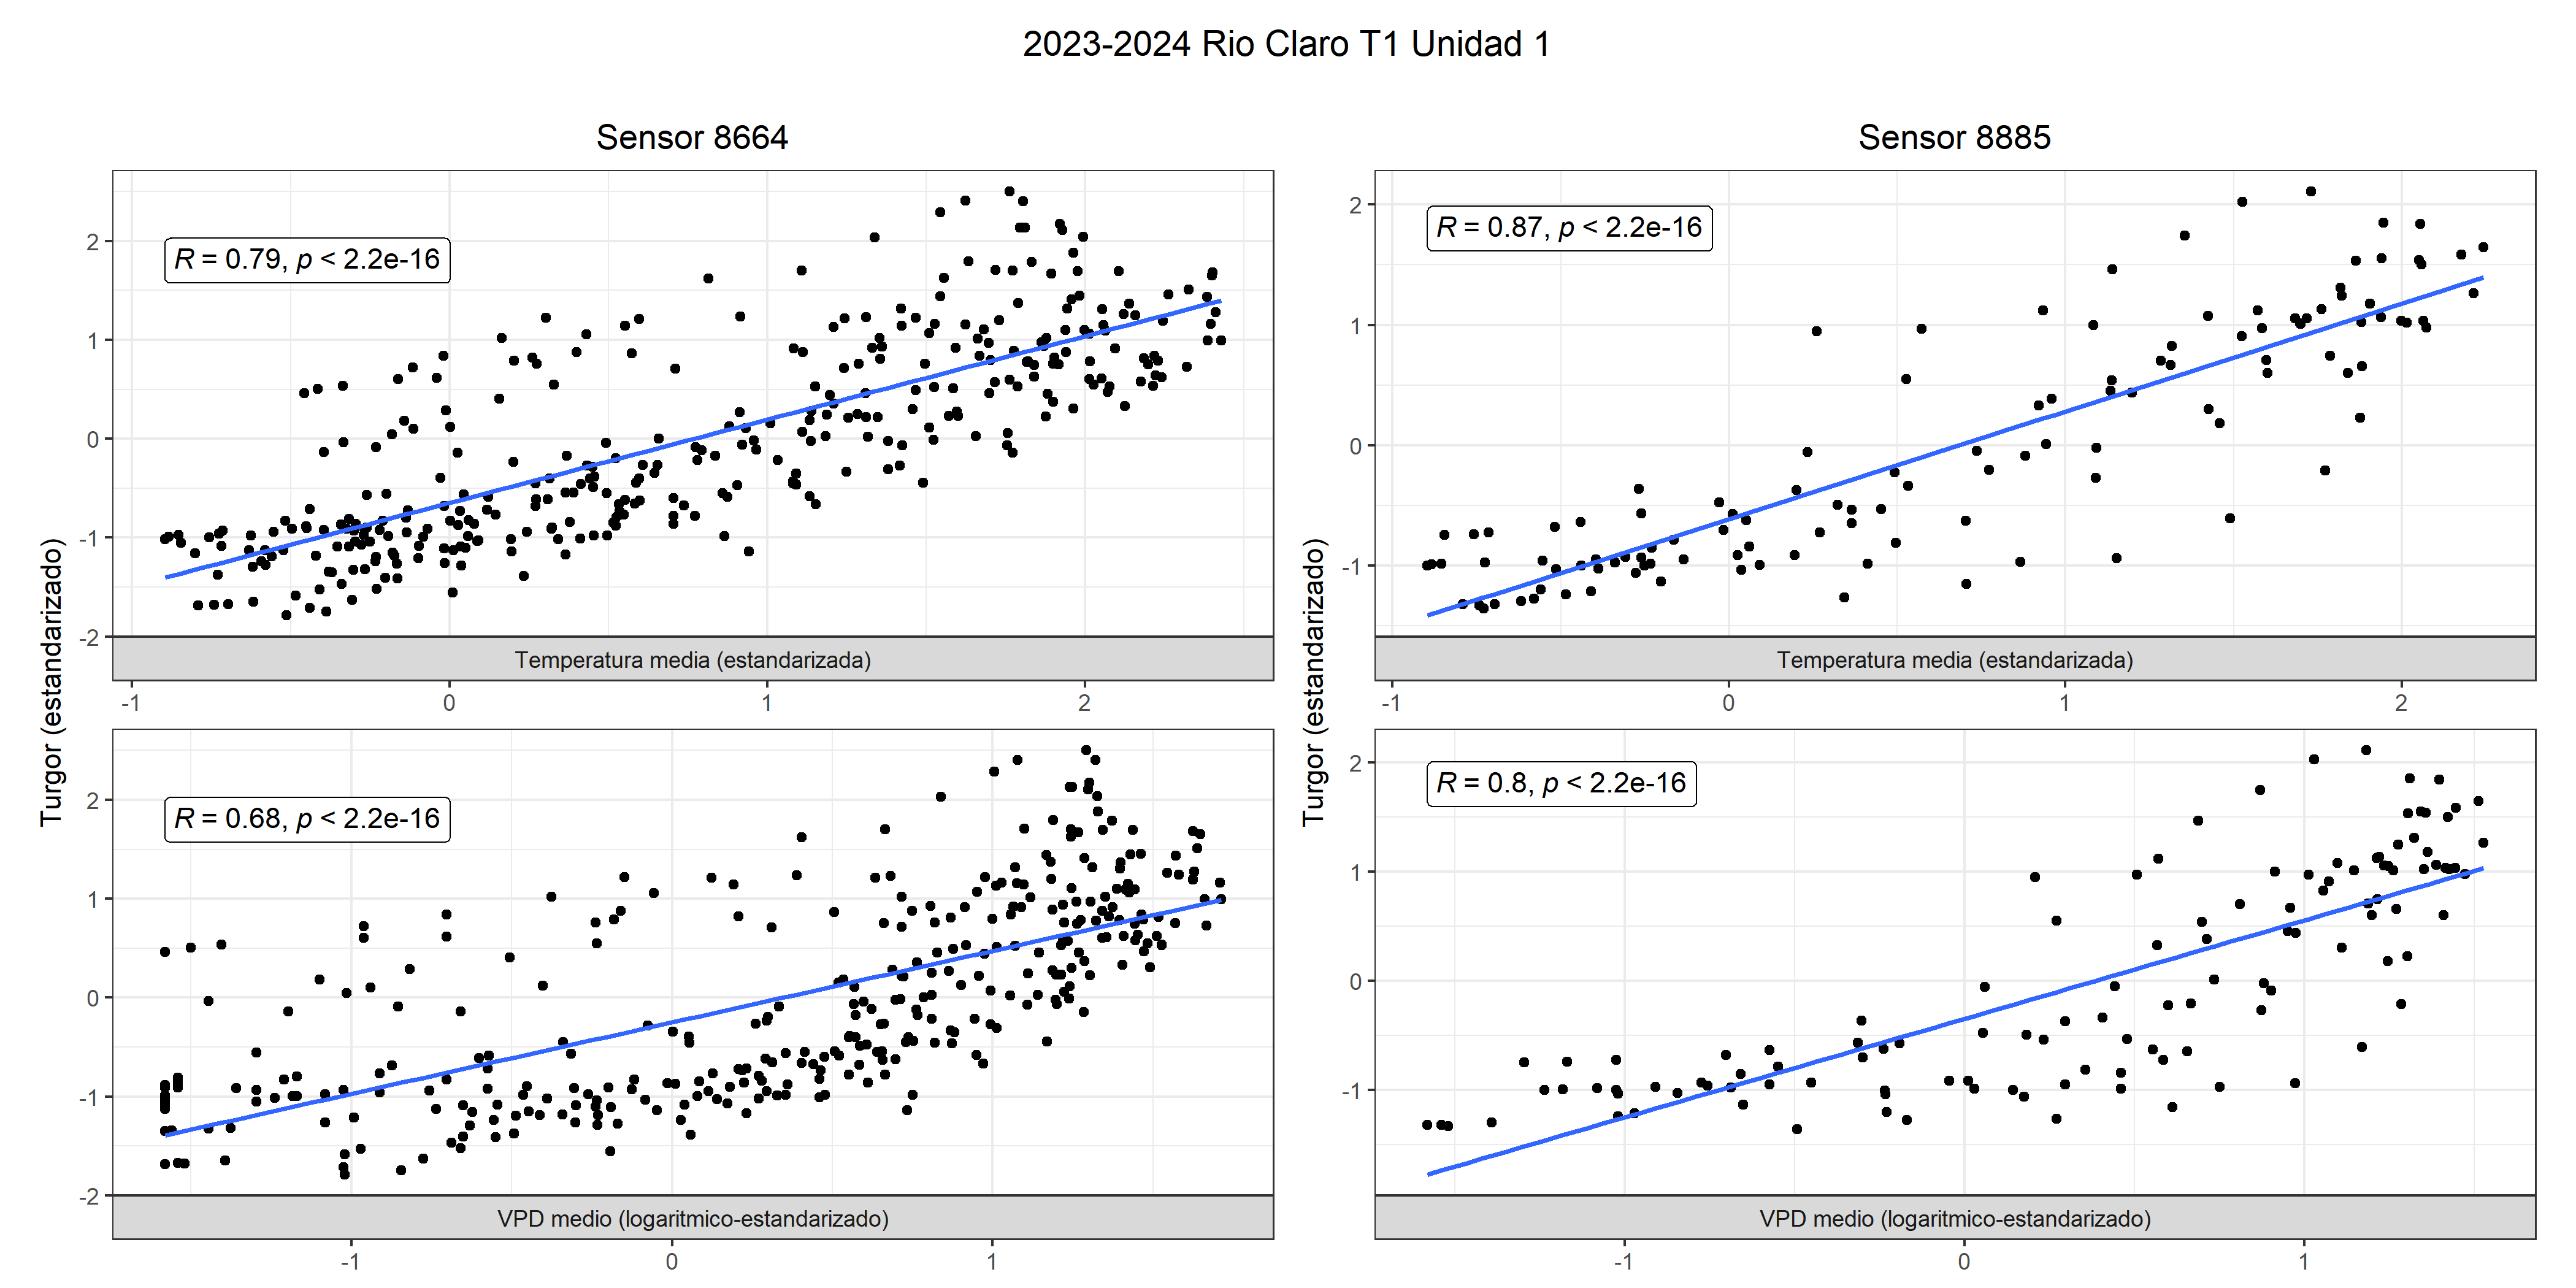 2023-2024 Rio Claro T1 Unidad 1
Sensor 8664
Turgor (estandarizado)
R = 0.79, p < 2.2e-16
2
1
0
-1
-2
Temperatura media (estandarizada)
-1 0 1 2
R = 0.68, p < 2.2e-16
2
1
0
-1
-2
VPD medio (logaritmico-estandarizado)
-1 0 1
Sensor 8885
Turgor (estandarizado)
R = 0.87, p < 2.2e-16
2
1
0
-1
Temperatura media (estandarizada)
-1 0 1 2
R = 0.8, p < 2.2e-16
2
1
0
-1
VPD medio (logaritmico-estandarizado)
-1 0 1